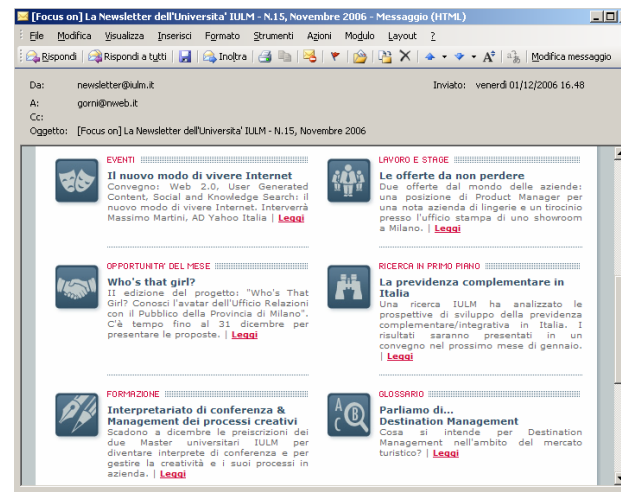 [Focus on] La Newsletter dell'Universita' IULM - N.15, Novembre 2006 - Messaggio (HTML)
File Modifica Visualizza Inserisci Formato Strumenti Azioni Modulo Layout ?
Rispondi Rispondi a tutti Inoltra Modifica messaggio
Da: newsletter@iulm.it Inviato: venerdì 01/12/2006 16.48
A: gorni@nweb.it
Cc:
Oggetto: [Focus on] La Newsletter dell'Universita' IULM - N.15, Novembre 2006
EVENTI
Il nuovo modo di vivere Internet
Convegno: Web 2.0, User Generated
Content, Social and Knowledge Search: il
nuovo modo di vivere Internet. Interverrà
Massimo Martini, AD Yahoo Italia | Leggi
LAVORO E STAGE
Le offerte da non perdere
Due offerte dal mondo delle aziende:
una posizione di Product Manager per
una nota azienda di lingerie e un tirocinio
presso l'ufficio stampa di uno showroom
a Milano. | Leggi
OPPORTUNITA' DEL MESE
Who's that girl?
II edizione del progetto: "Who's That
Girl? Conosci l'avatar dell'Ufficio Relazioni
con il Pubblico della Provincia di Milano".
C'è tempo fino al 31 dicembre per
presentare le proposte. | Leggi
RICERCA IN PRIMO PIANO
La previdenza complementare in
Italia
Una ricerca IULM ha analizzato le
prospettive di sviluppo della previdenza
complementare/integrativa in Italia. I
risultati saranno presentati in un
convegno nel prossimo mese di gennaio.
| Leggi
FORMAZIONE
Interpretariato di conferenza &
Management dei processi creativi
Scadono a dicembre le preiscrizioni dei
due Master universitari IULM per
diventare interprete di conferenza e per
gestire la creatività e i suoi processi in
azienda. | Leggi
A B C
GLOSSARIO
Parliamo di...
Destination Management
Cosa si intende per Destination
Management nell'ambito del mercato
turistico? | Leggi